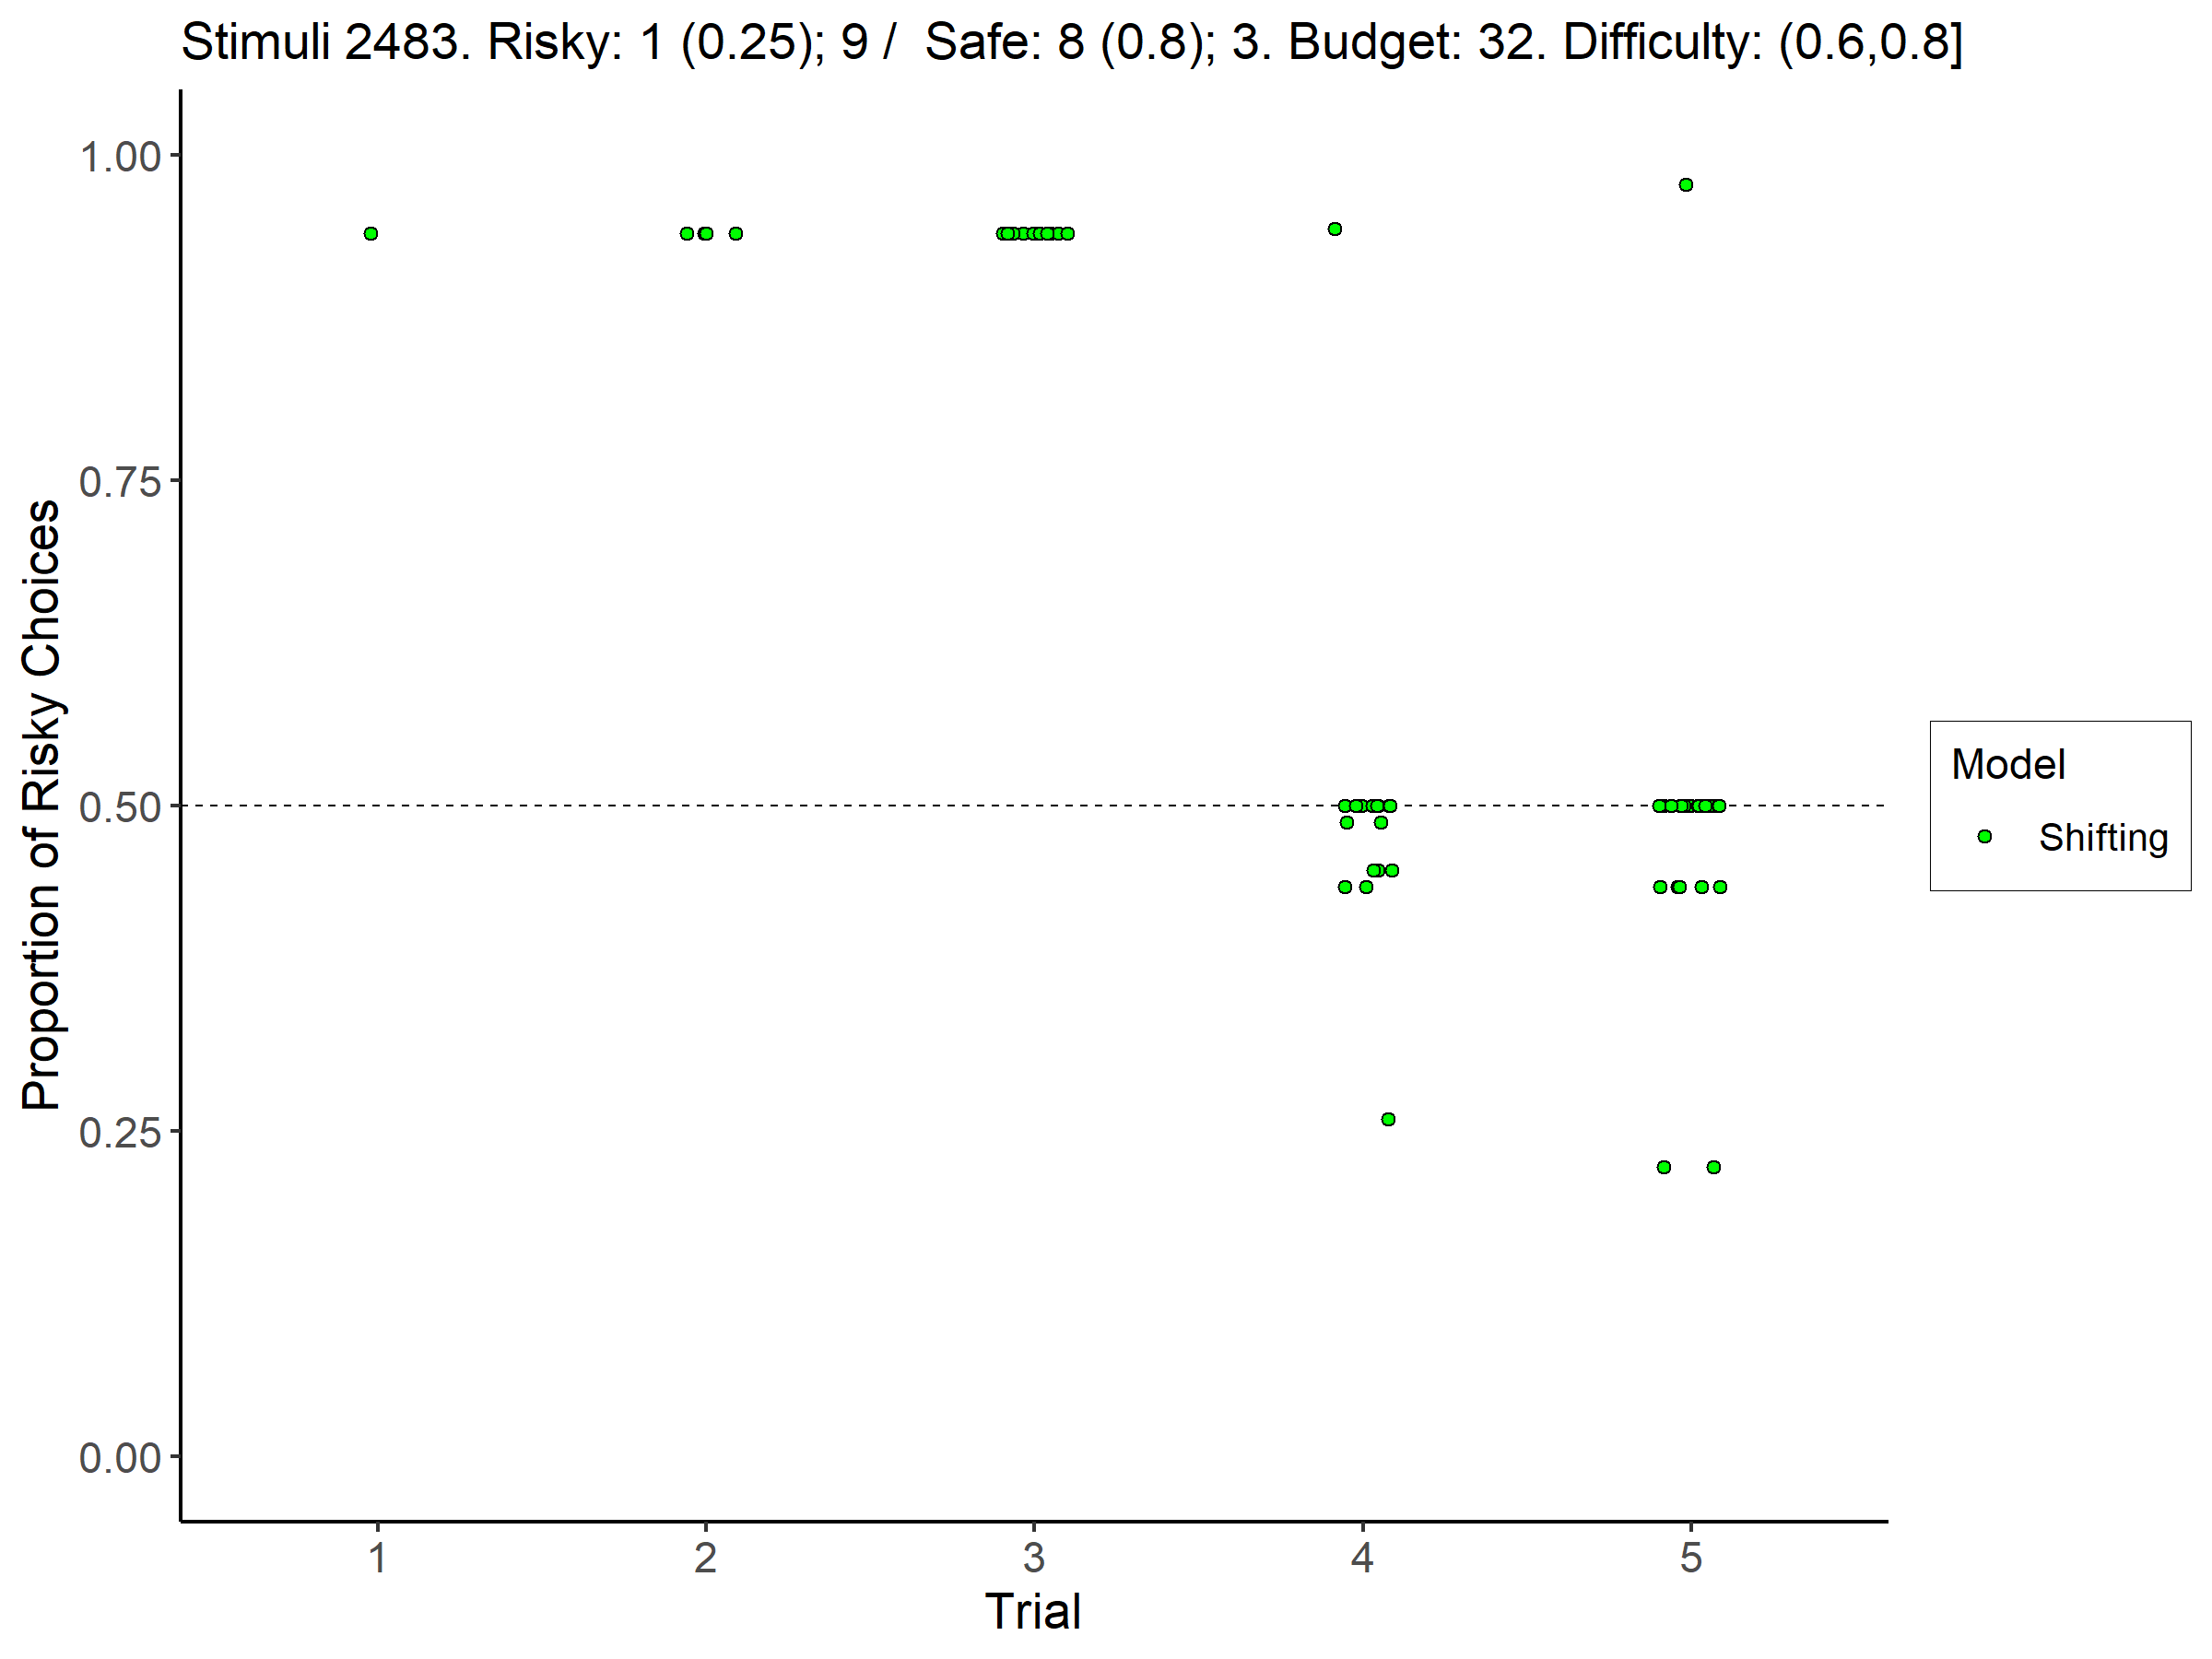 Stimuli 2483. Risky: 1 (0.25); 9 /  Safe: 8 (0.8); 3. Budget: 32. Difficulty: (0.6,0.8]
Proportion of Risky Choices
1.00
0.75
0.50
0.25
0.00
1 2 3 4 5
Trial
Model
Shifting